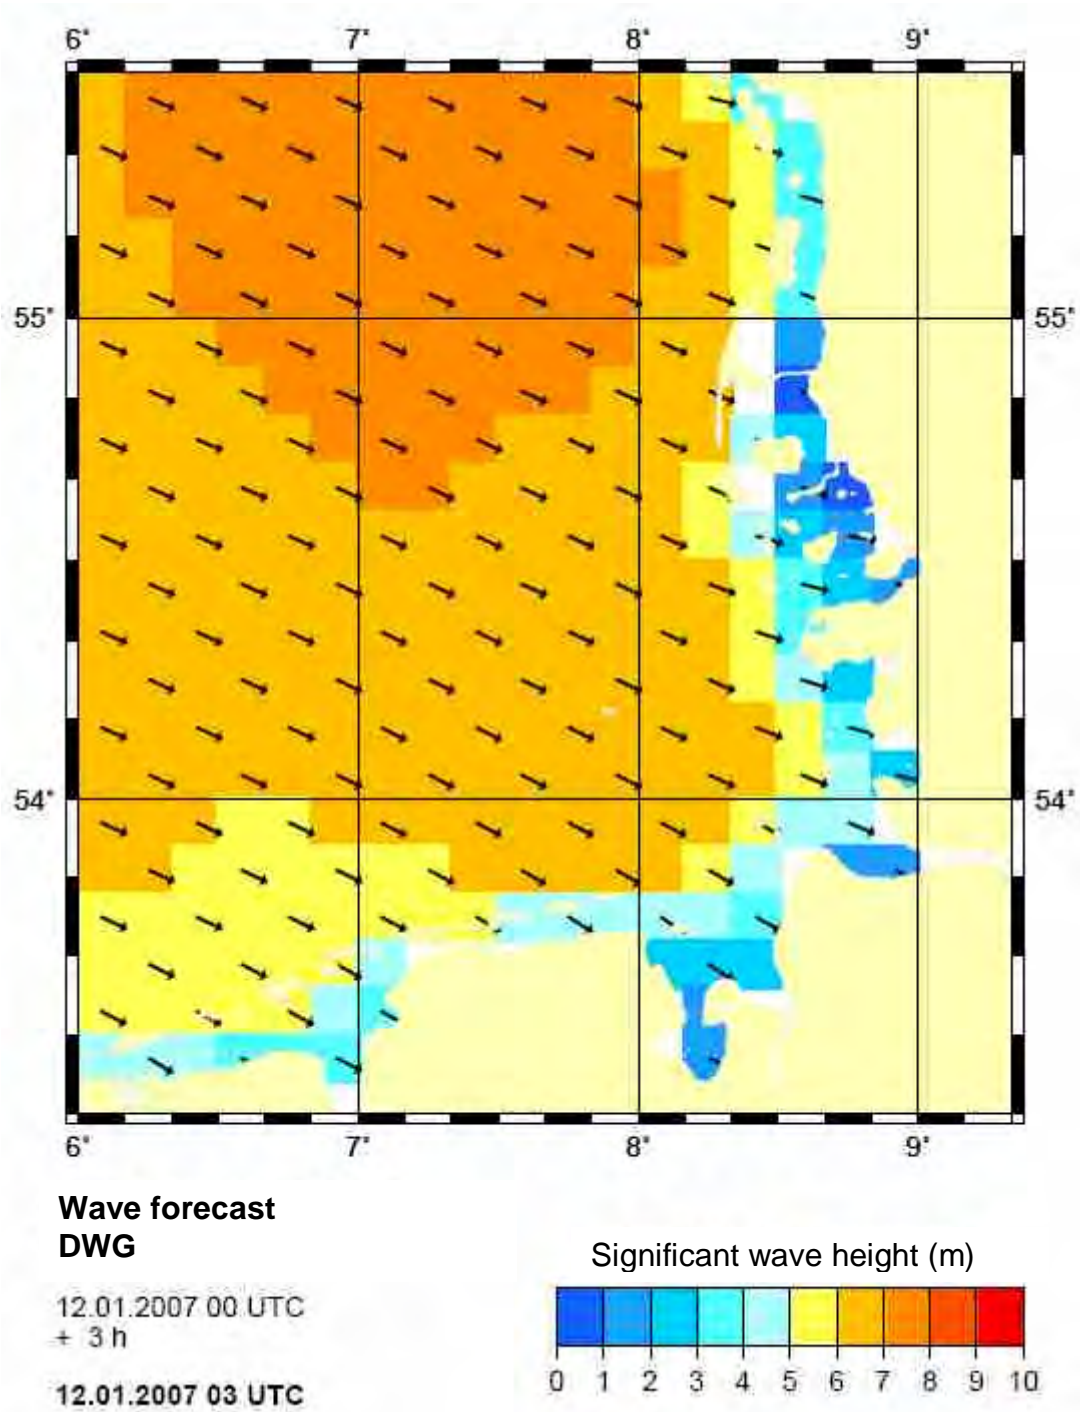 6° 7° 8° 9°
55° 55°
54° 54°
6° 7° 8° 9°
Wave forecast
DWG
12.01.2007 00 UTC
+ 3 h
12.01.2007 03 UTC
Significant wave height (m)
0 1 2 3 4 5 6 7 8 9 10